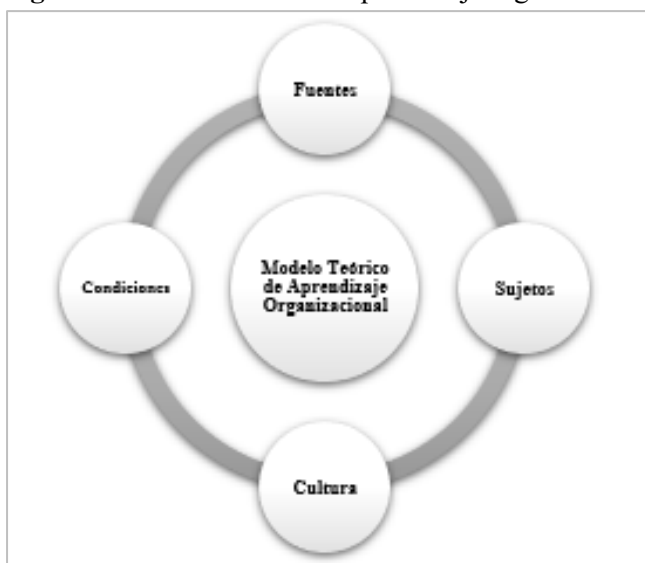 Fuentes
Condiciones
Modelo Teórico
de Aprendizaje
Organizacional
Sujetos
Cultura